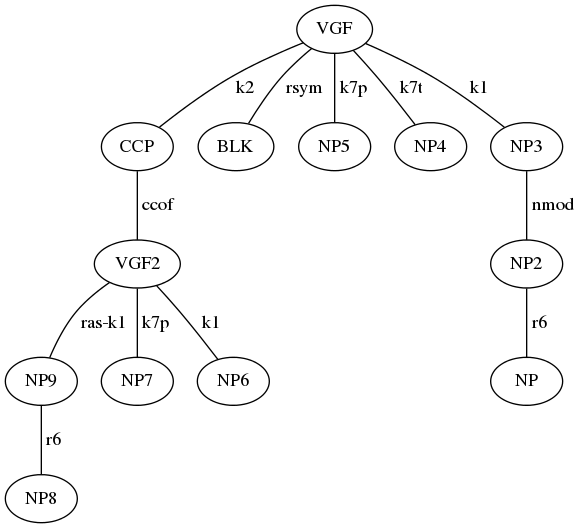 VGF
k2 rsym k7p k7t k1
CCP BLK NP5 NP4 NP3
ccof nmod
VGF2 NP2
ras-k1 k7p k1 r6
NP9 NP7 NP6 NP
r6
NP8